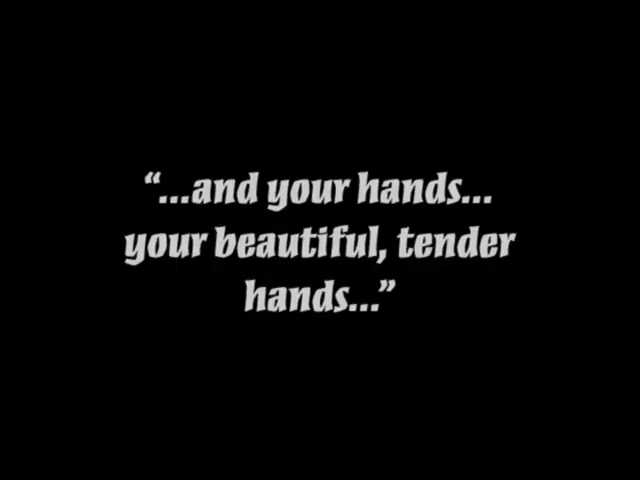 “...and your hands...
your beautiful, tender
hands...”